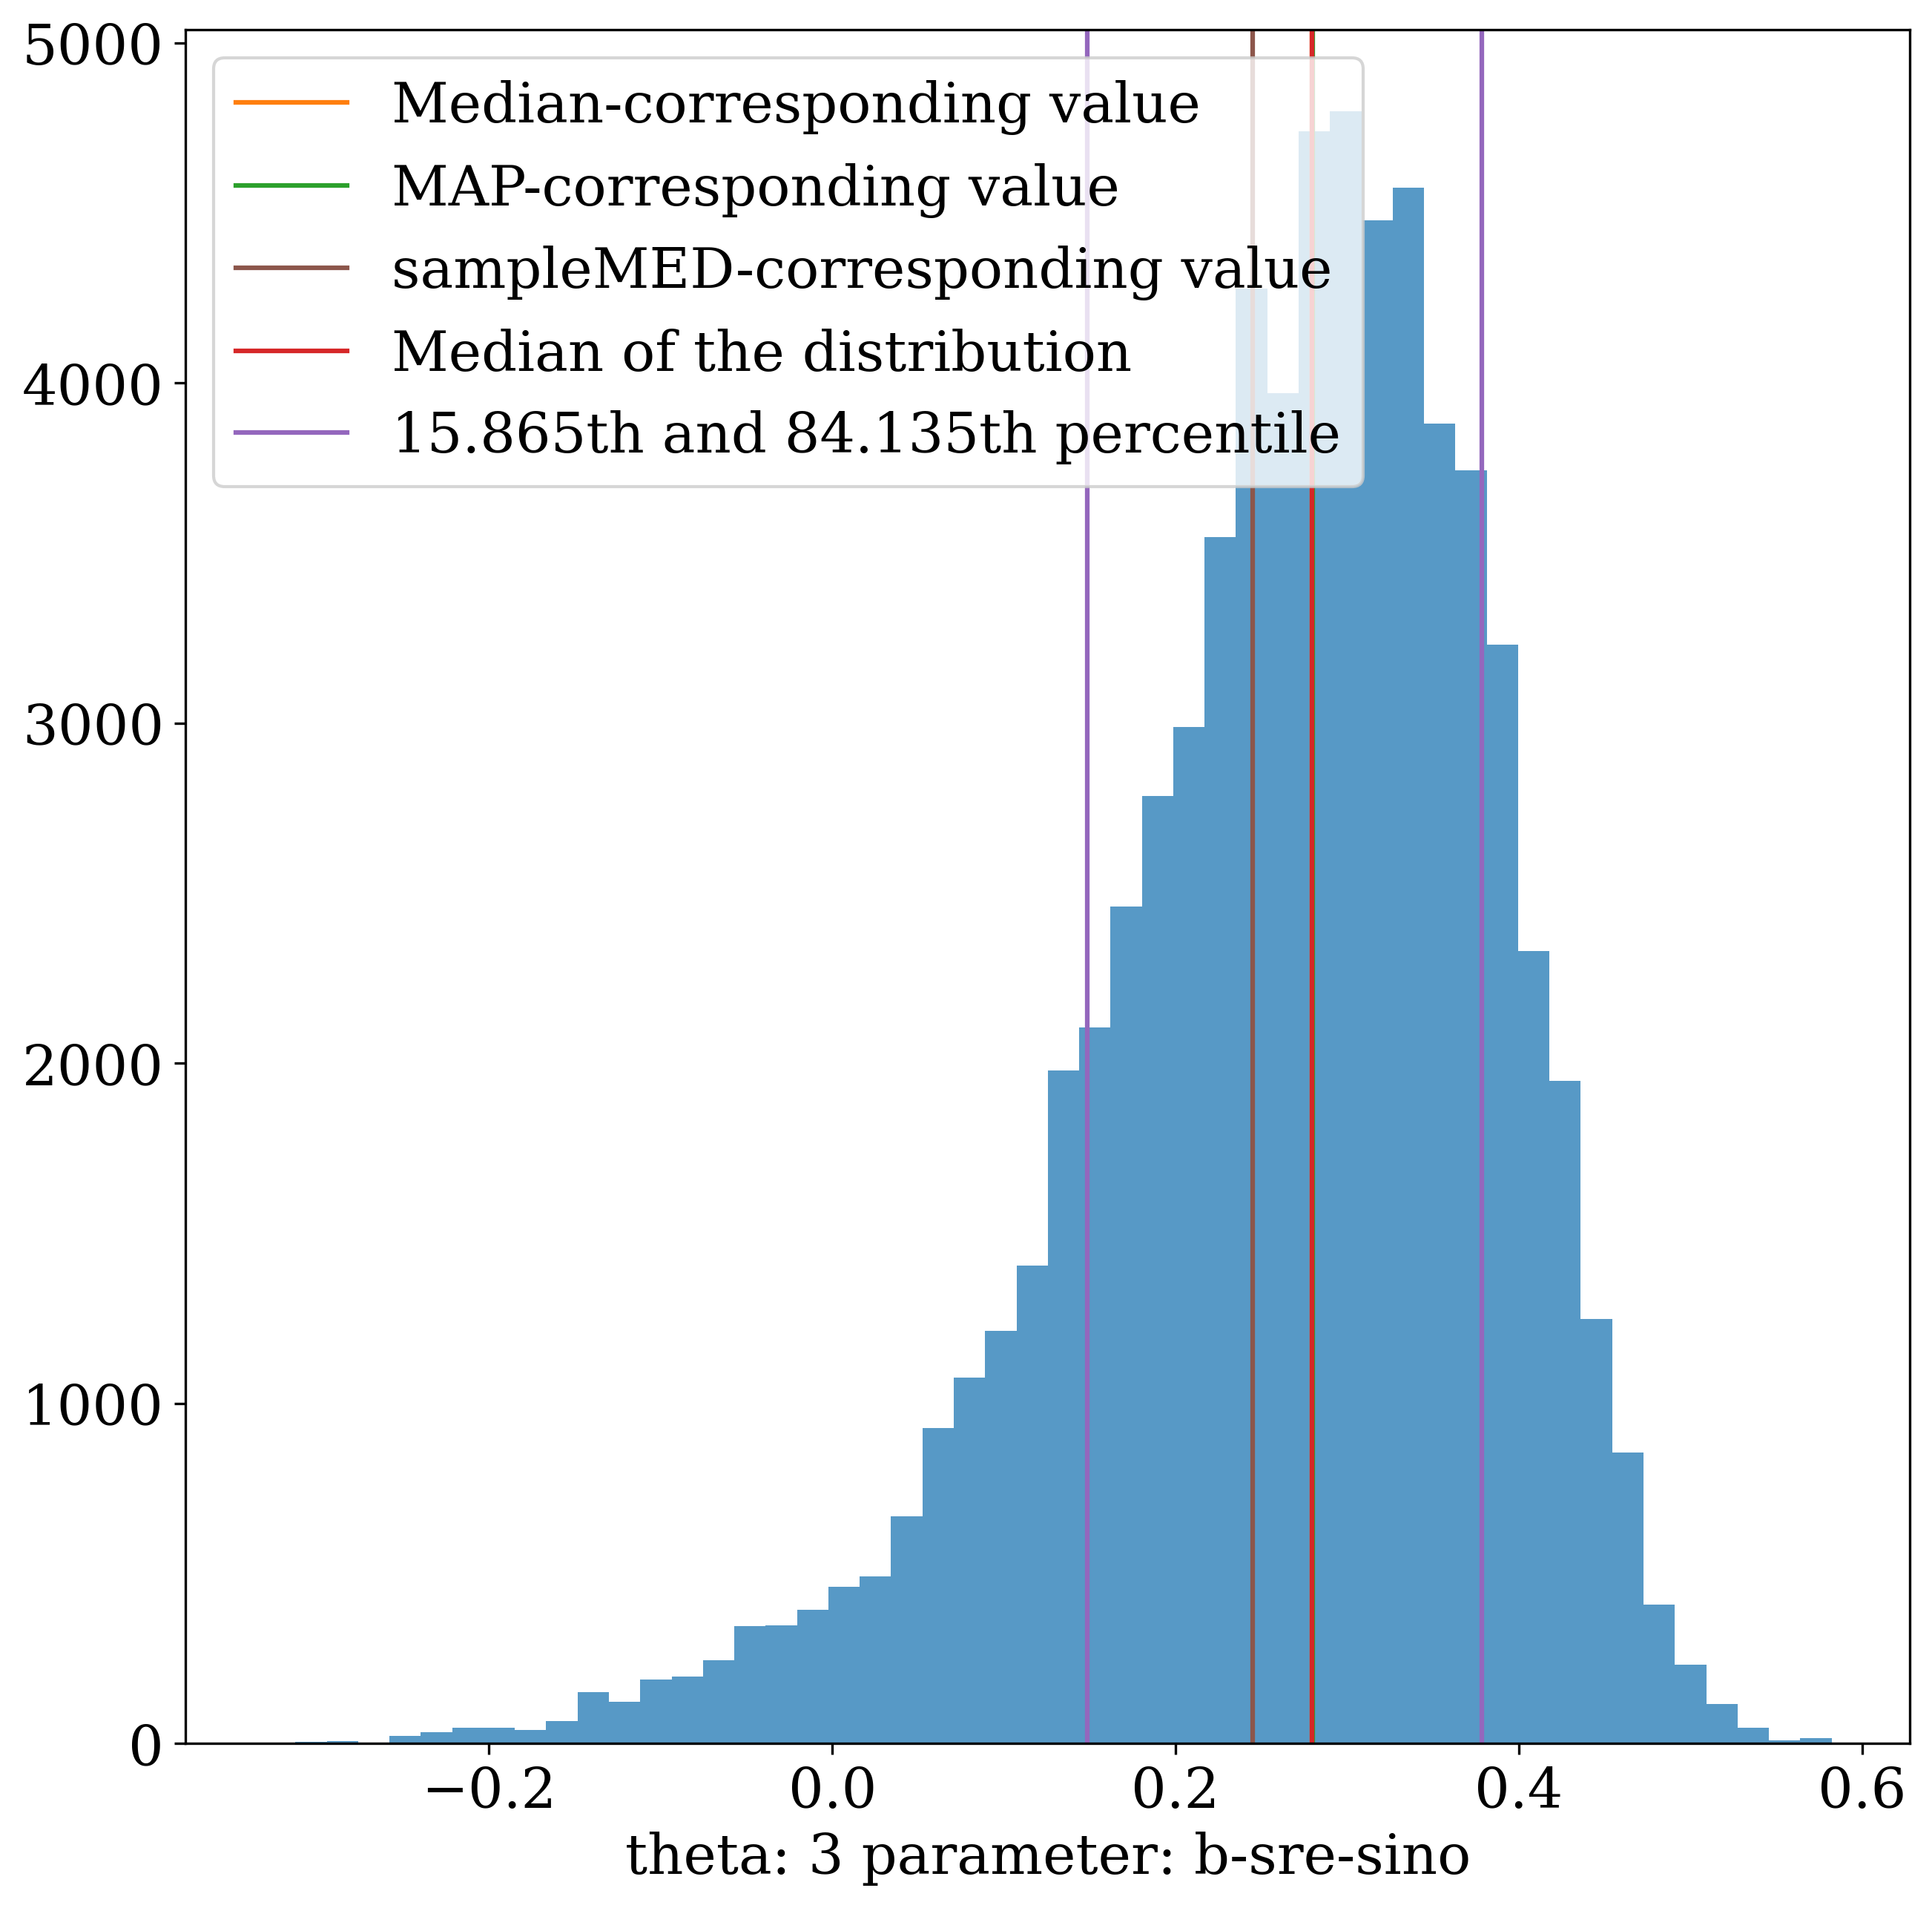 5000
4000
3000
2000
1000
0
Median-corresponding value
MAP-corresponding value
sampleMED-corresponding value
Median of the distribution
15.865th and 84.135th percentile
−0.2 0.0 0.2 0.4 0.6
theta: 3 parameter: b-sre-sino